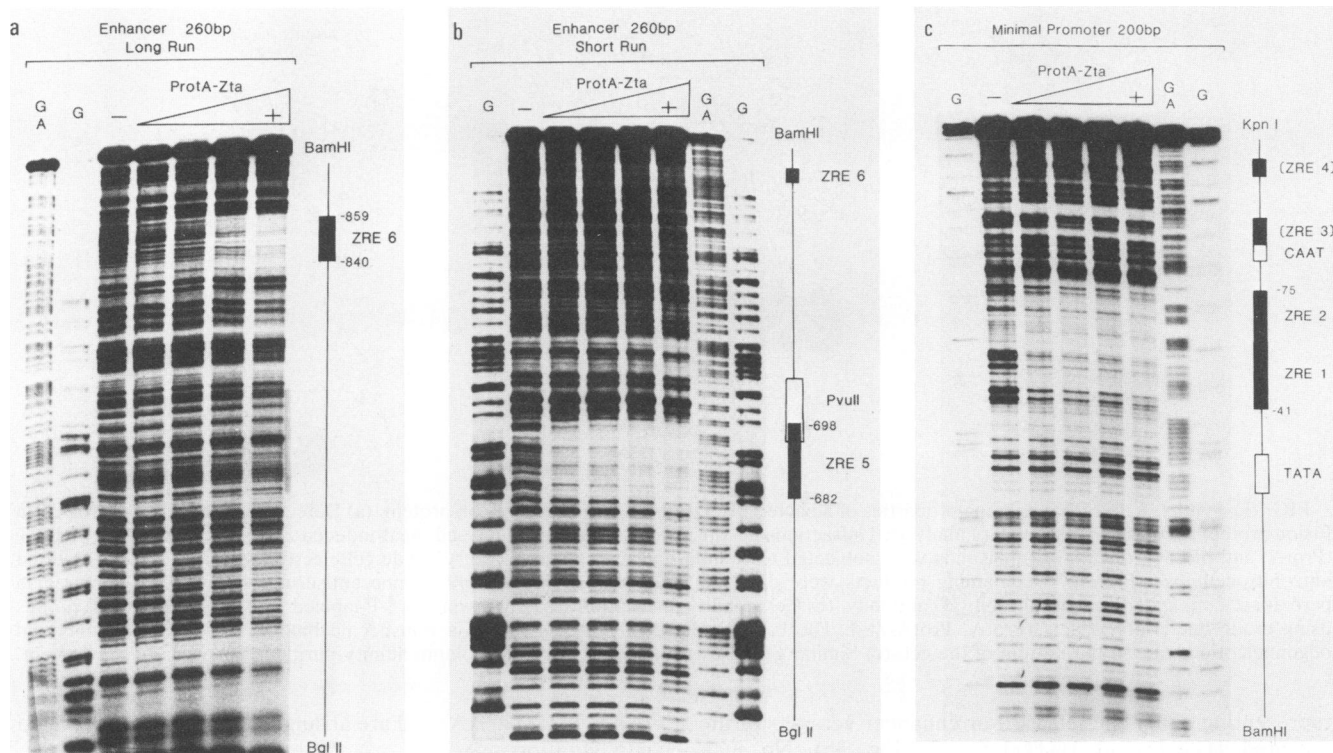 a
Enhancer 260bp
Long Run
ProtA-Zta
G
A
G
−
+
BamHI
-859
ZRE 6
-840
Bgl II
b
Enhancer 260bp
Short Run
ProtA-Zta
G
−
+
G
A
G
BamHI
ZRE 6
PvuII
-698
ZRE 5
-682
Bgl II
c
Minimal Promoter 200bp
ProtA-Zta
G
−
+
G
A
G
Kpn I
(ZRE 4)
(ZRE 3)
CAAT
-75
ZRE 2
ZRE 1
-41
TATA
BamHI